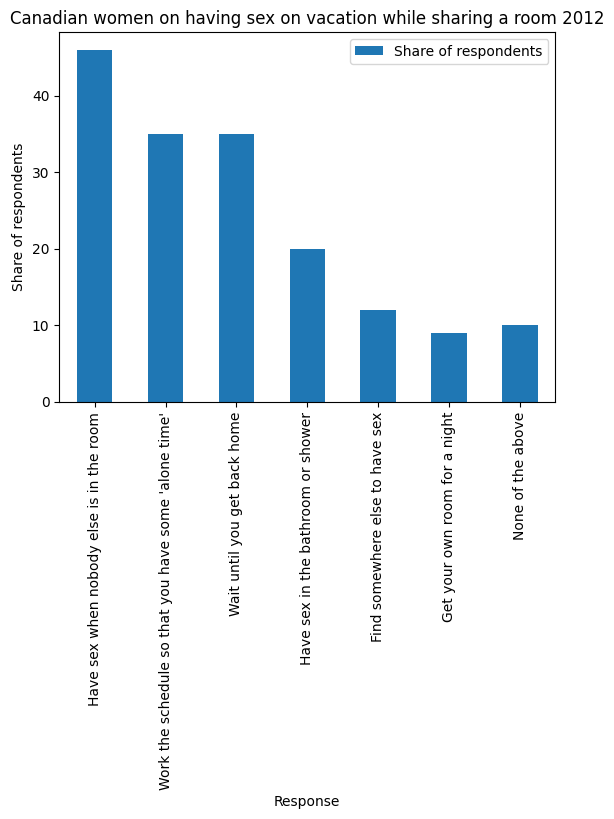 Canadian women on having sex on vacation while sharing a room 2012
Share of respondents
Share of respondents
40
30
20
10
0
Have sex when nobody else is in the room
Work the schedule so that you have some 'alone time'
Wait until you get back home
Have sex in the bathroom or shower
Find somewhere else to have sex
Get your own room for a night
None of the above
Response